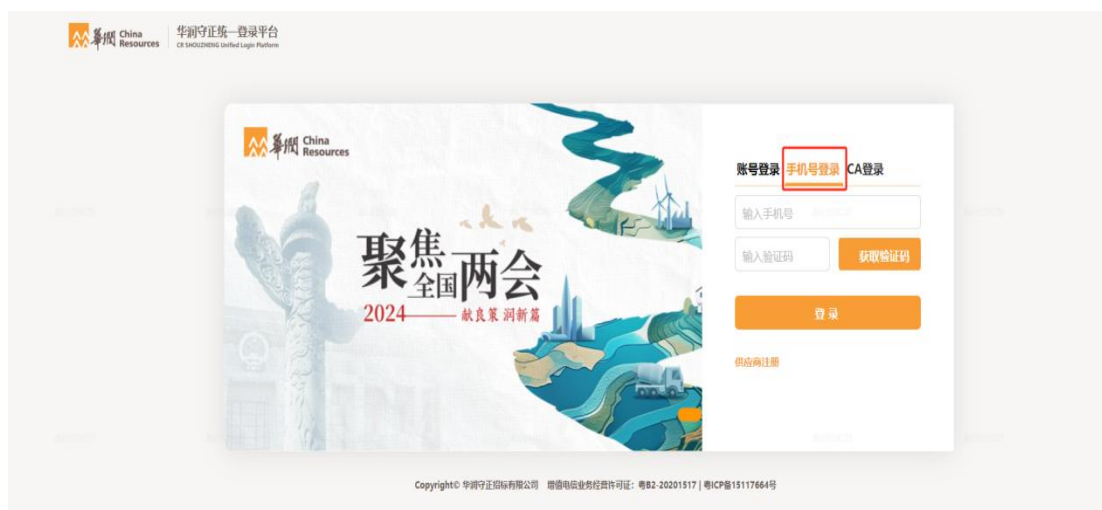 華潤 China Resources
华润守正统一登录平台
CR SHOUZHENG Unified Login Platform
華潤 China Resources
聚焦
全国
两会
2024 献良策 润新篇
账号登录 手机号登录 CA登录
输入手机号
输入验证码 获取验证码
登录
供应商注册
Copyright© 华润守正招标有限公司 增值电信业务经营许可证：粤B2-20201517 | 粤ICP备15117664号